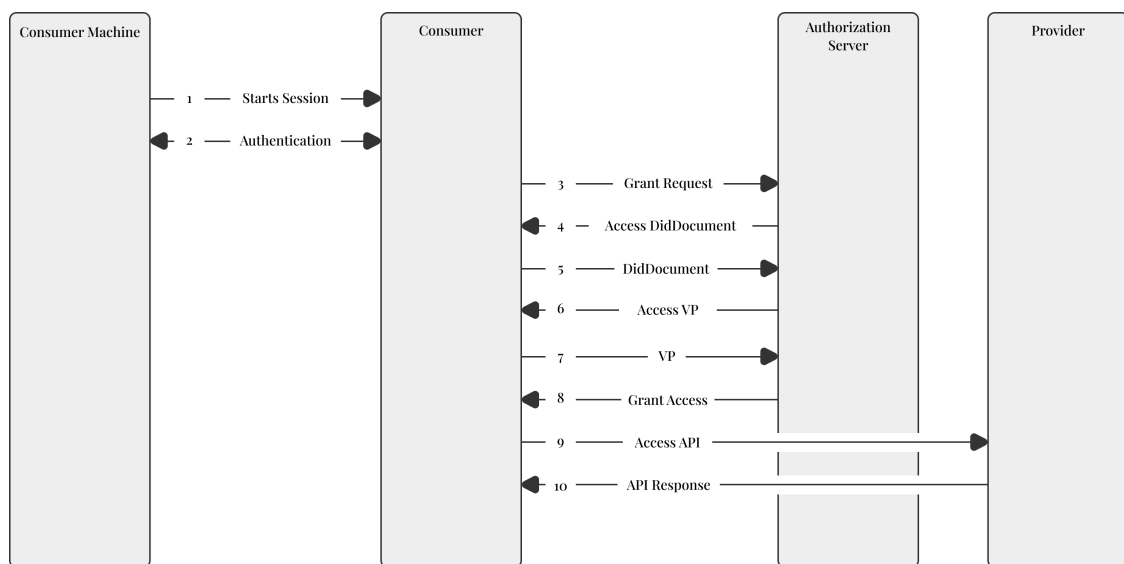 Consumer Machine
Consumer
Authorization
Server
Provider
1 Starts Session
2 Authentication
3 Grant Request
4 Access DidDocument
5 DidDocument
6 Access VP
7 VP
8 Grant Access
9 Access API
10 API Response